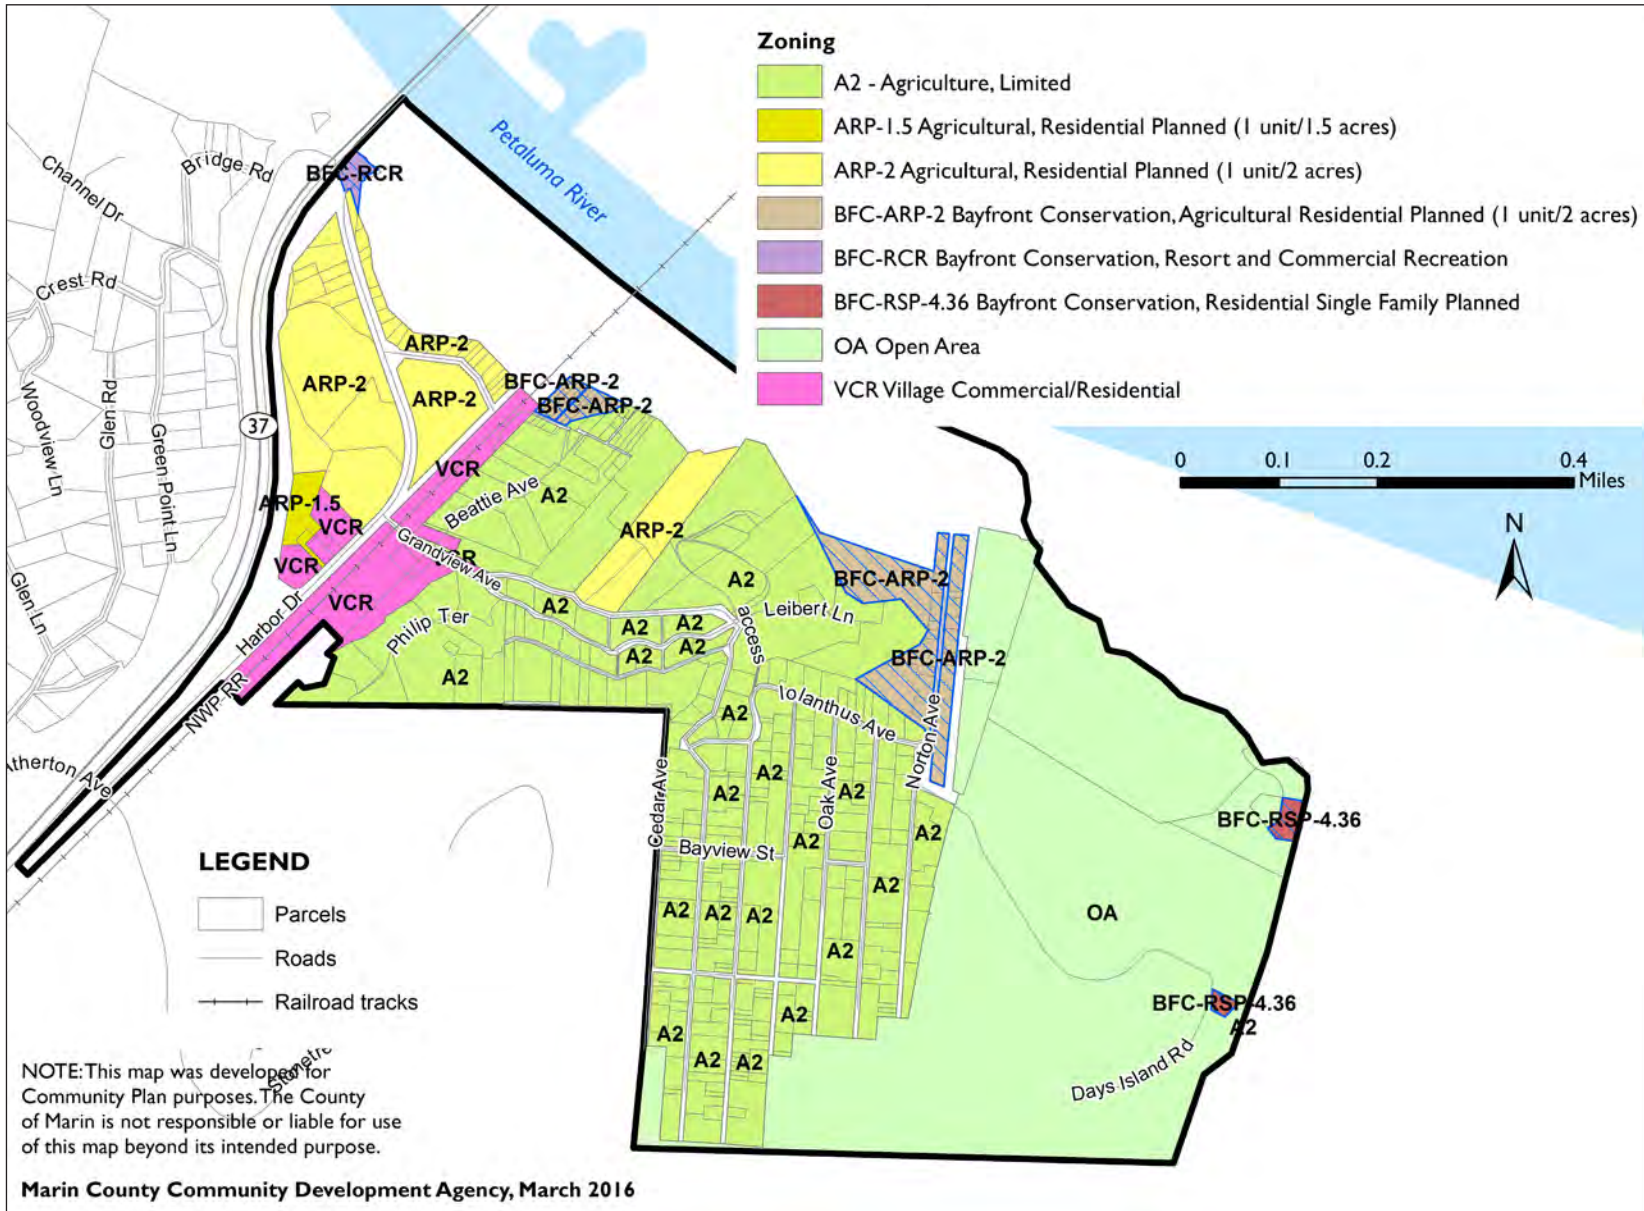 Zoning
A2 - Agriculture, Limited
ARP-1.5 Agricultural, Residential Planned (1 unit/1.5 acres)
ARP-2 Agricultural, Residential Planned (1 unit/2 acres)
BFC-ARP-2 Bayfront Conservation, Agricultural Residential Planned (1 unit/2 acres)
BFC-RCR Bayfront Conservation, Resort and Commercial Recreation
BFC-RSP-4.36 Bayfront Conservation, Residential Single Family Planned
OA Open Area
VCR Village Commercial/Residential
0 0.1 0.2 0.4
Miles
N
Petaluma River
Bridge Rd
Channel Dr
BFC-RCR
Crest Rd
Woodview Ln
Glen Rd
Green Point Ln
Glen Ln
37
ARP-2
ARP-2
ARP-2
BFC-ARP-2
BFC-ARP-2
VCR
Beattie Ave
A2
ARP-1.5
VCR
VCR
VCR
Grandview Ave
ARP-2
A2
A2
Leibert Ln
access
BFC-ARP-2
BFC-ARP-2
Harbor Dr
Philip Ter
A2
A2
A2
A2
A2
NWP RR
A2
Iolanthus Ave
Norton Ave
Atherton Ave
Cedar Ave
A2
A2
Oak Ave
A2
A2
A2
Bayview St
A2
A2
A2
A2
A2
A2
A2
A2
A2
A2
OA
BFC-RSP-4.36
BFC-RSP-4.36
A2
Days Island Rd
LEGEND
Parcels
Roads
Railroad tracks
NOTE: This map was developed for
Community Plan purposes. The County
of Marin is not responsible or liable for use
of this map beyond its intended purpose.
Marin County Community Development Agency, March 2016